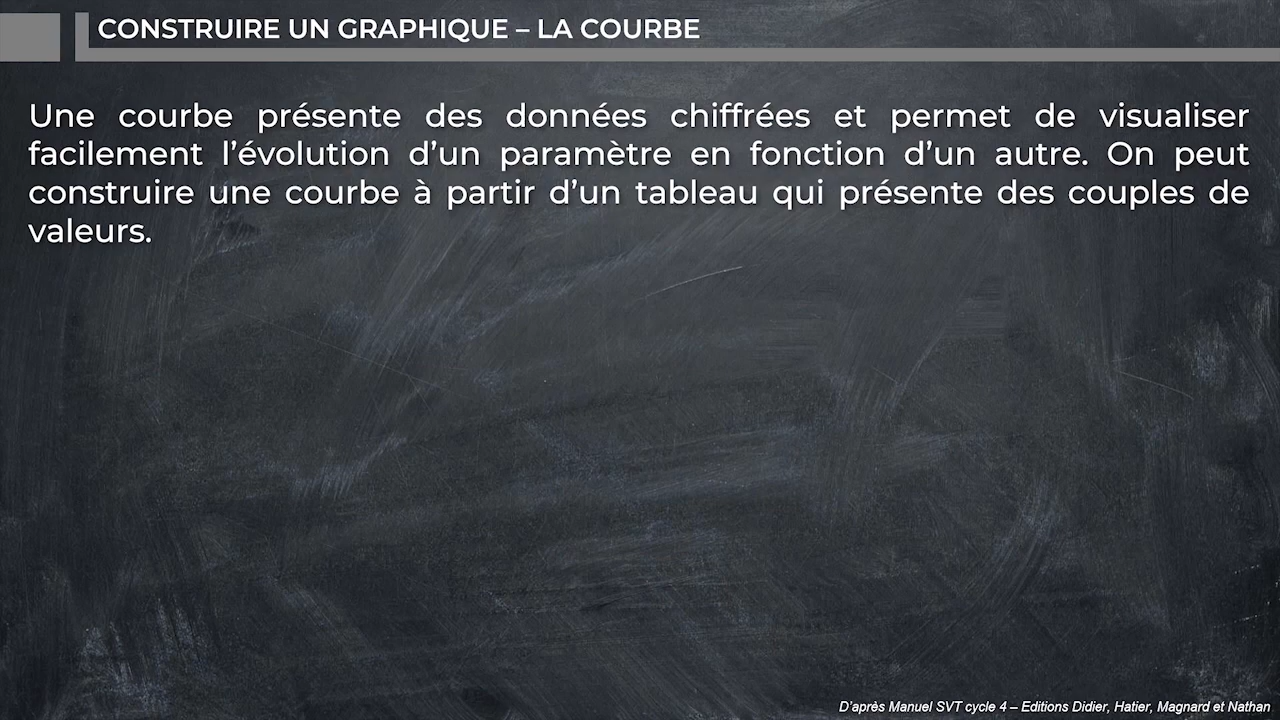 CONSTRUIRE UN GRAPHIQUE – LA COURBE
Une courbe présente des données chiffrées et permet de visualiser
facilement l’évolution d’un paramètre en fonction d’un autre. On peut
construire une courbe à partir d’un tableau qui présente des couples de
valeurs.
D’après Manuel SVT cycle 4 – Editions Didier, Hatier, Magnard et Nathan